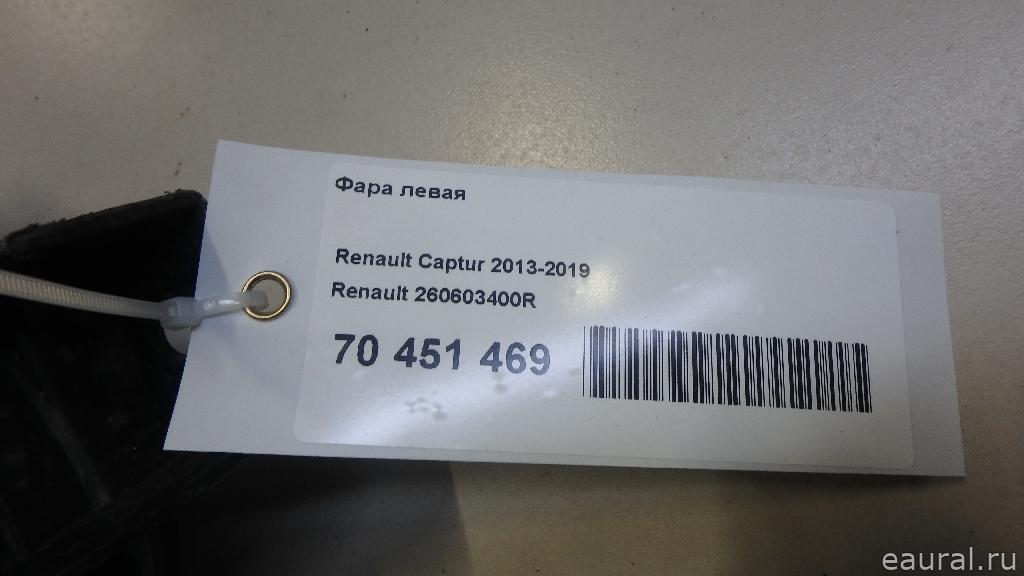 Фара левая
Renault Captur 2013-2019
Renault 260603400R
70 451 469
eaural.ru